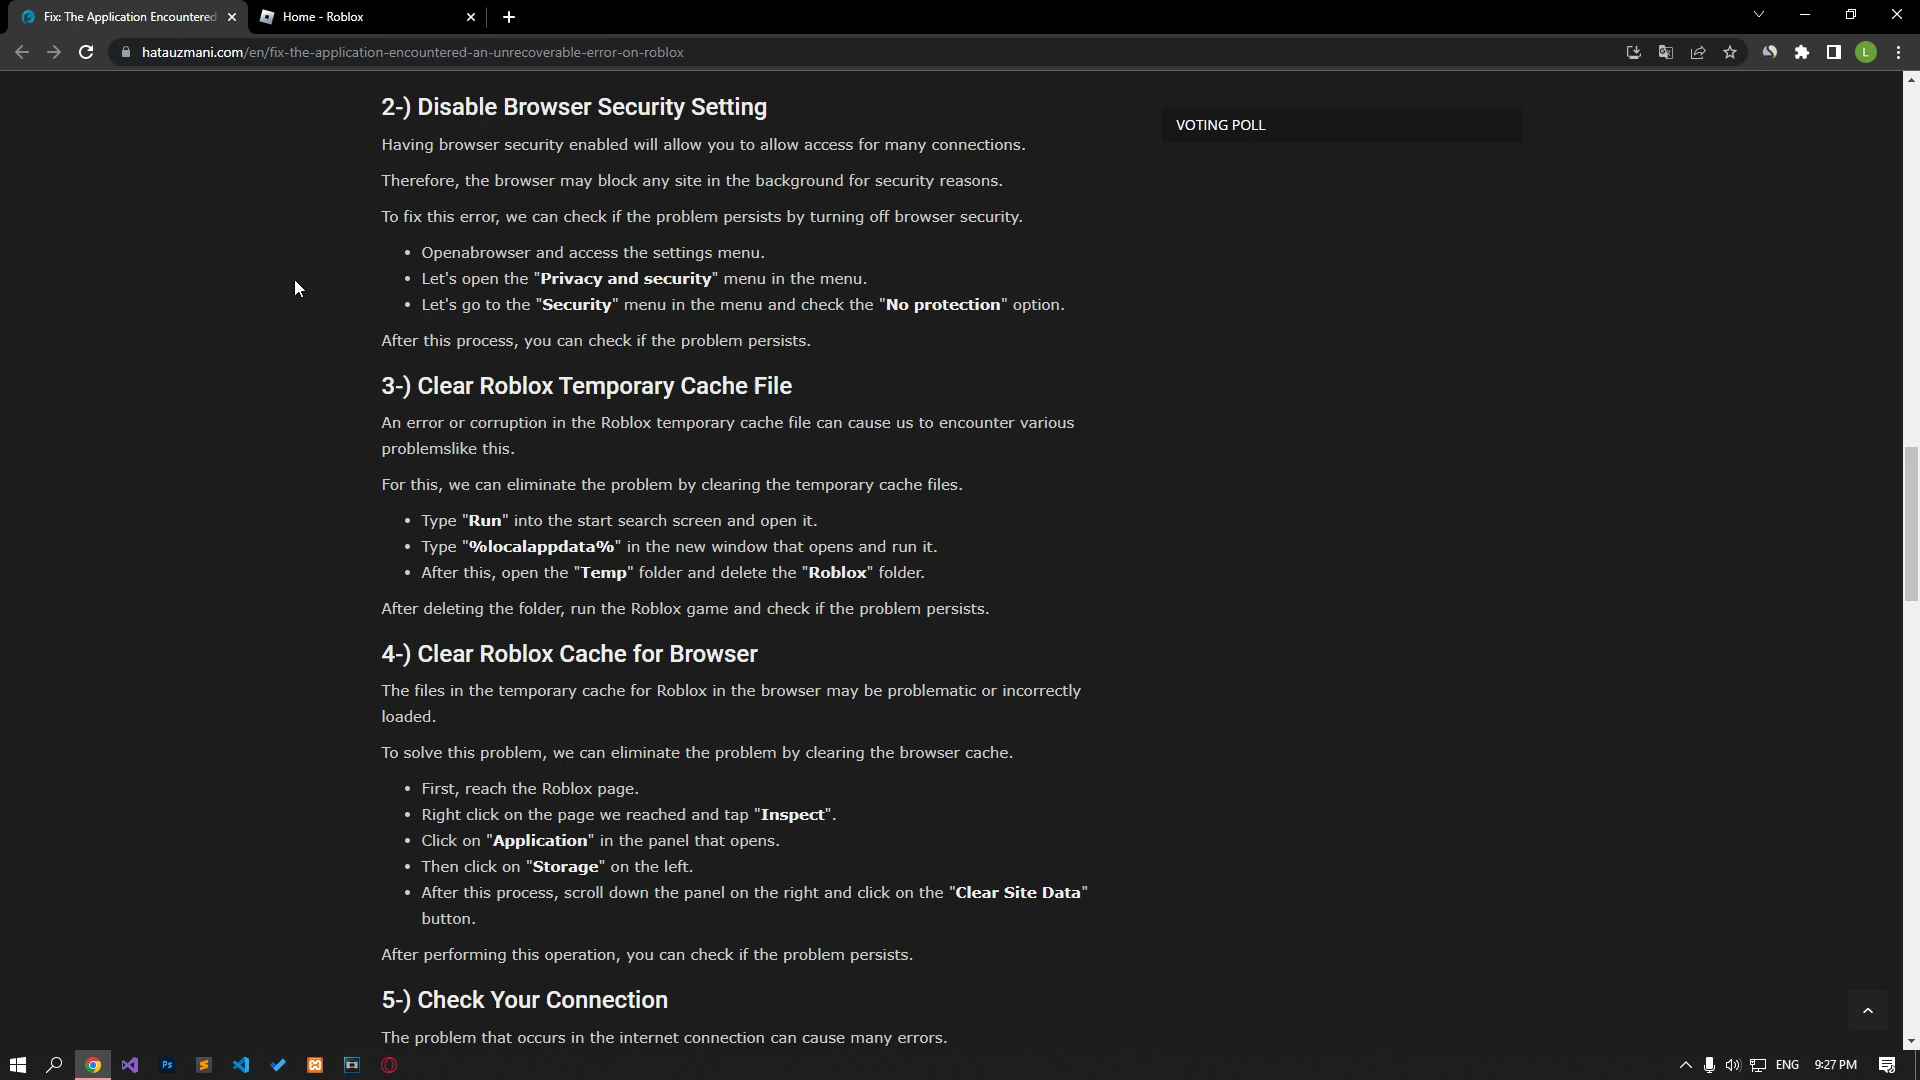 Fix: The Application Encountered
Home - Roblox
hatauzmani.com/en/fix-the-application-encountered-an-unrecoverable-error-on-roblox
L
2-) Disable Browser Security Setting
VOTING POLL
Having browser security enabled will allow you to allow access for many connections.
Therefore, the browser may block any site in the background for security reasons.
To fix this error, we can check if the problem persists by turning off browser security.
• Openabrowser and access the settings menu.
• Let's open the "Privacy and security" menu in the menu.
• Let's go to the "Security" menu in the menu and check the "No protection" option.
After this process, you can check if the problem persists.
3-) Clear Roblox Temporary Cache File
An error or corruption in the Roblox temporary cache file can cause us to encounter various
problemslike this.
For this, we can eliminate the problem by clearing the temporary cache files.
• Type "Run" into the start search screen and open it.
• Type "%localappdata%" in the new window that opens and run it.
• After this, open the "Temp" folder and delete the "Roblox" folder.
After deleting the folder, run the Roblox game and check if the problem persists.
4-) Clear Roblox Cache for Browser
The files in the temporary cache for Roblox in the browser may be problematic or incorrectly
loaded.
To solve this problem, we can eliminate the problem by clearing the browser cache.
• First, reach the Roblox page.
• Right click on the page we reached and tap "Inspect".
• Click on "Application" in the panel that opens.
• Then click on "Storage" on the left.
• After this process, scroll down the panel on the right and click on the "Clear Site Data"
button.
After performing this operation, you can check if the problem persists.
5-) Check Your Connection
The problem that occurs in the internet connection can cause many errors.
Ps
ENG
9:27 PM